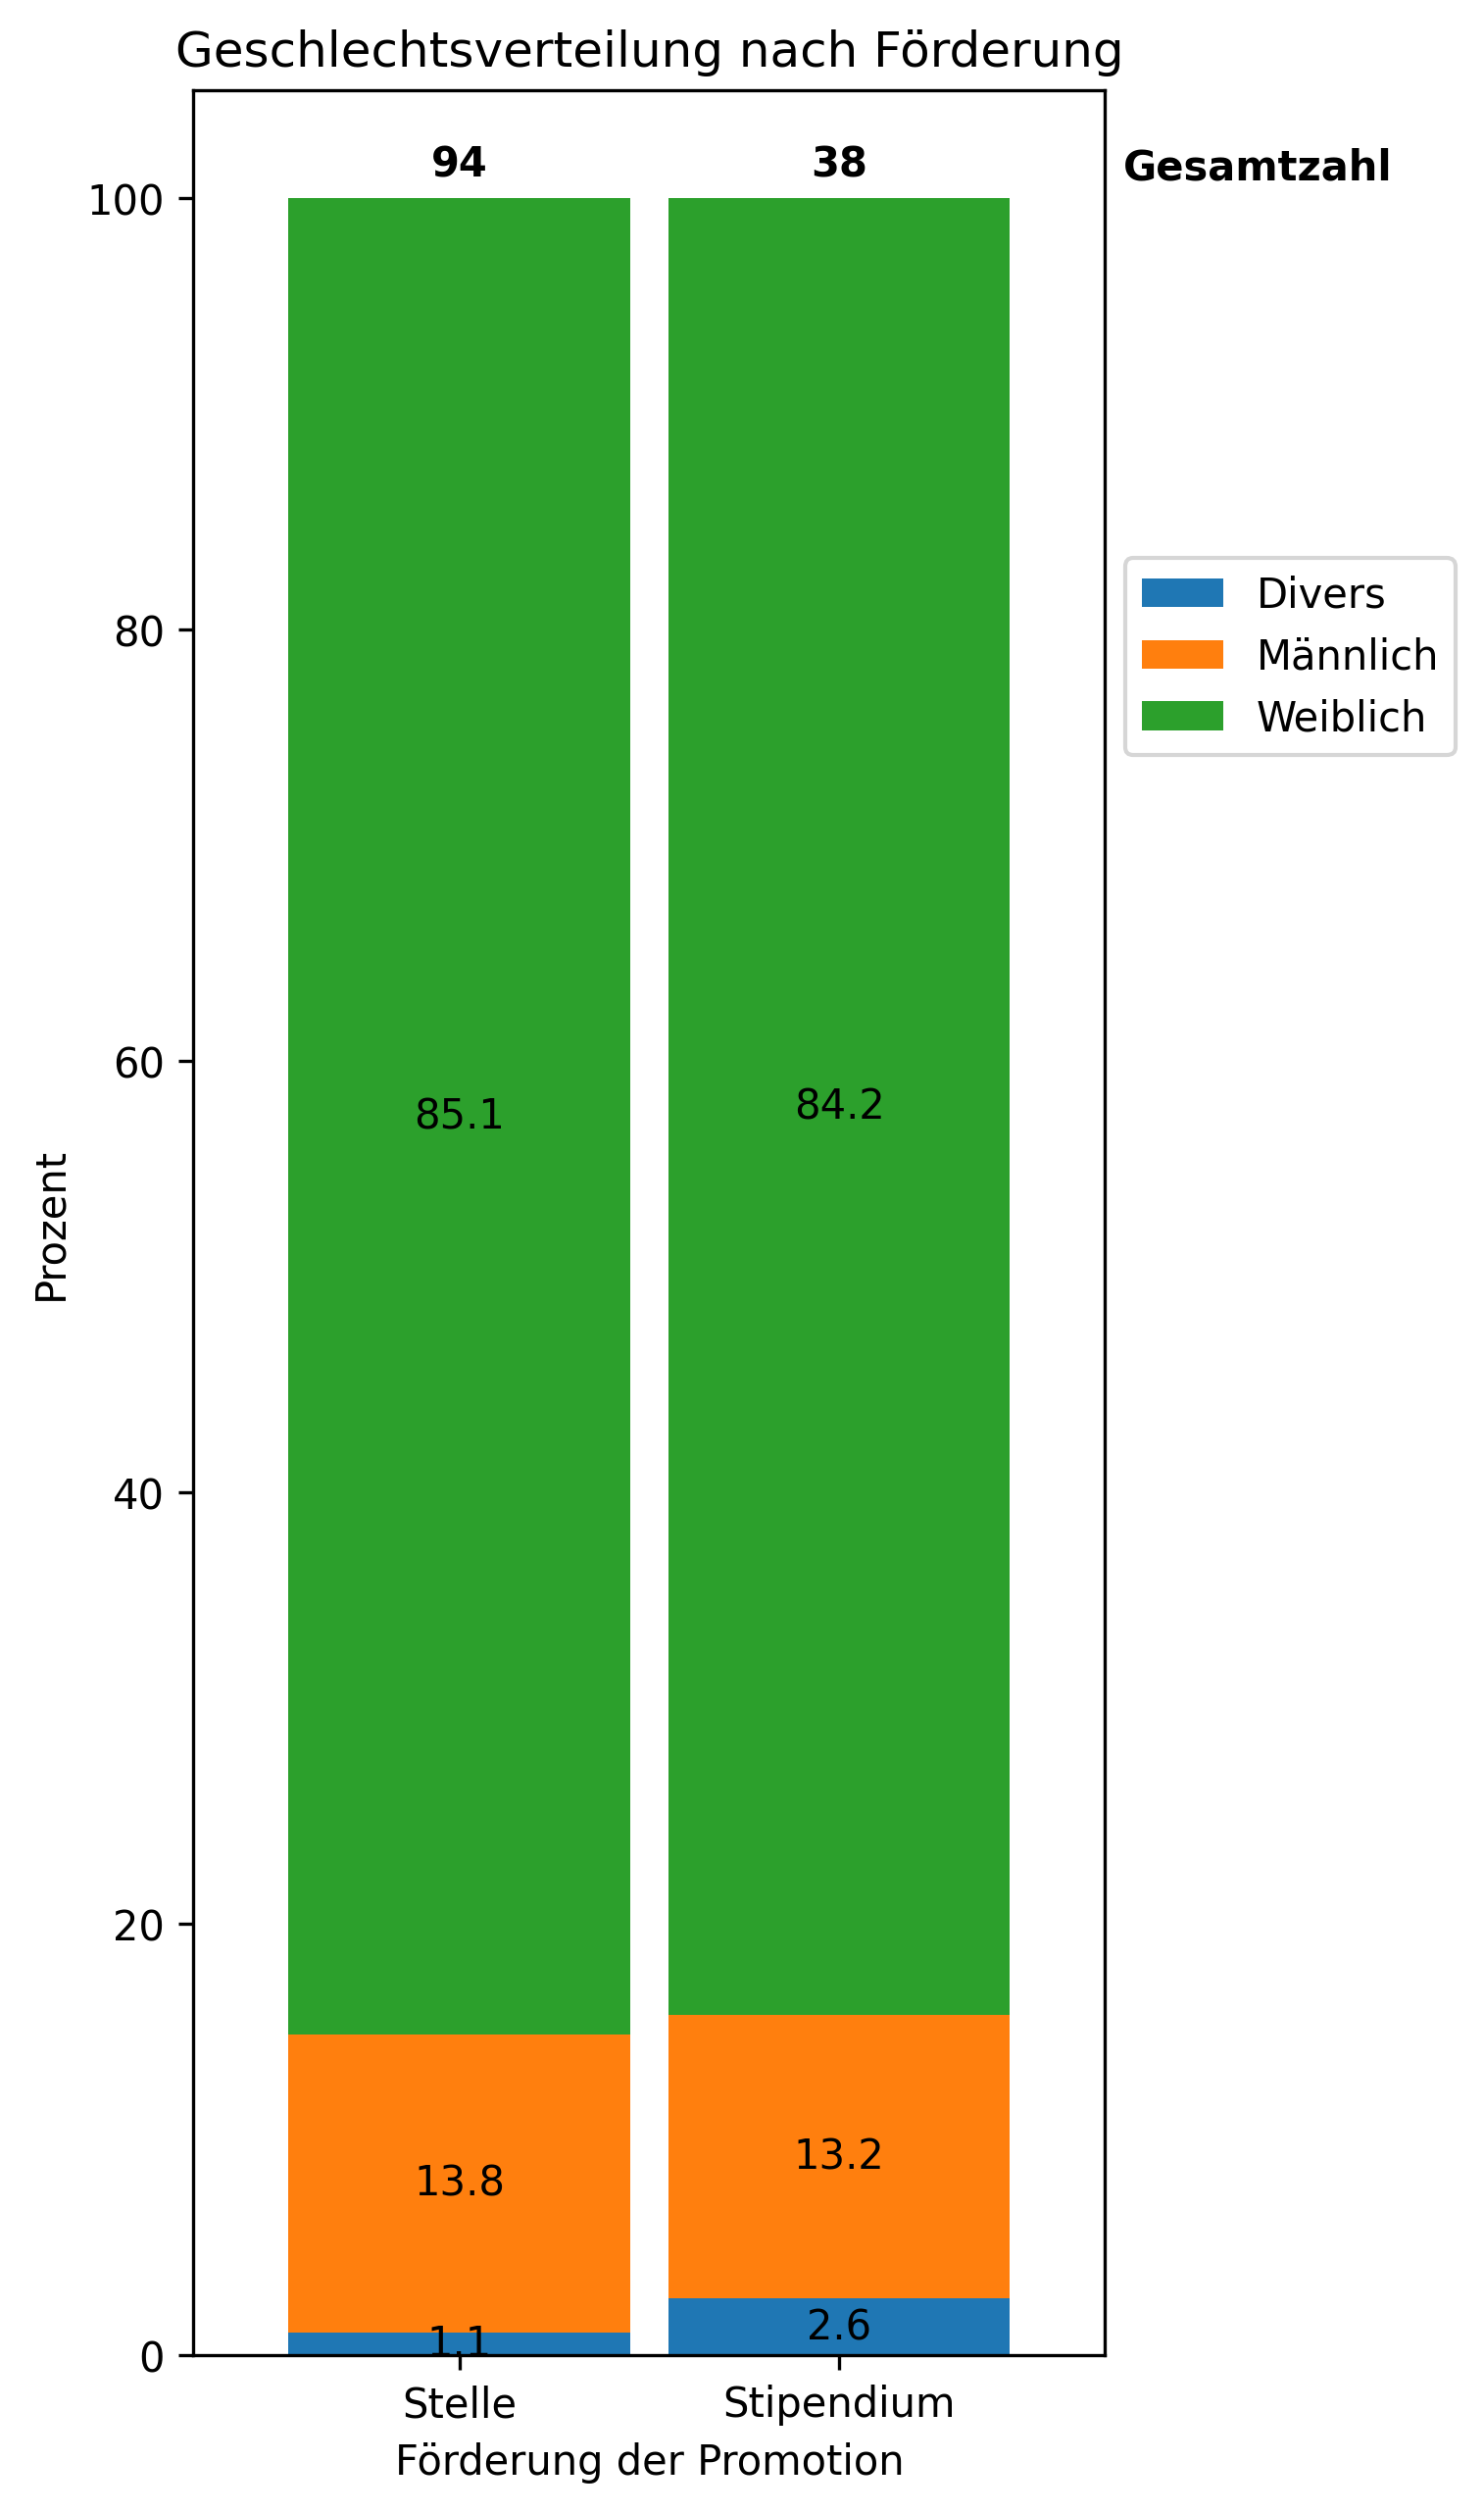 Geschlechtsverteilung nach Förderung
94
38
Gesamtzahl
100
80
60
40
20
0
Prozent
Divers
Männlich
Weiblich
85.1
84.2
13.8
13.2
1.1
2.6
Stelle
Stipendium
Förderung der Promotion